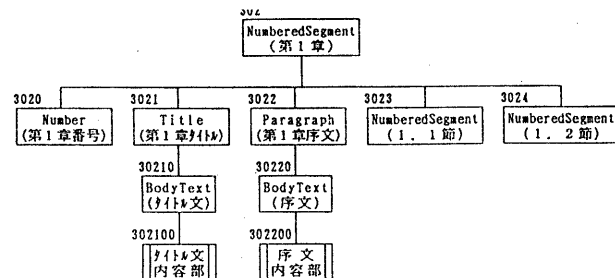 302
NumberedSegment
(第1章)
3020 3021 3022 3023 3024
Number Title Paragraph NumberedSegment NumberedSegment
(第1章番号) (第1章ﾀｲﾄﾙ) (第1章序文) (1.1節) (1.2節)
30210 30220
BodyText BodyText
(ﾀｲﾄﾙ文) (序文)
302100 302200
ﾀｲﾄﾙ文 序文
内容部 内容部